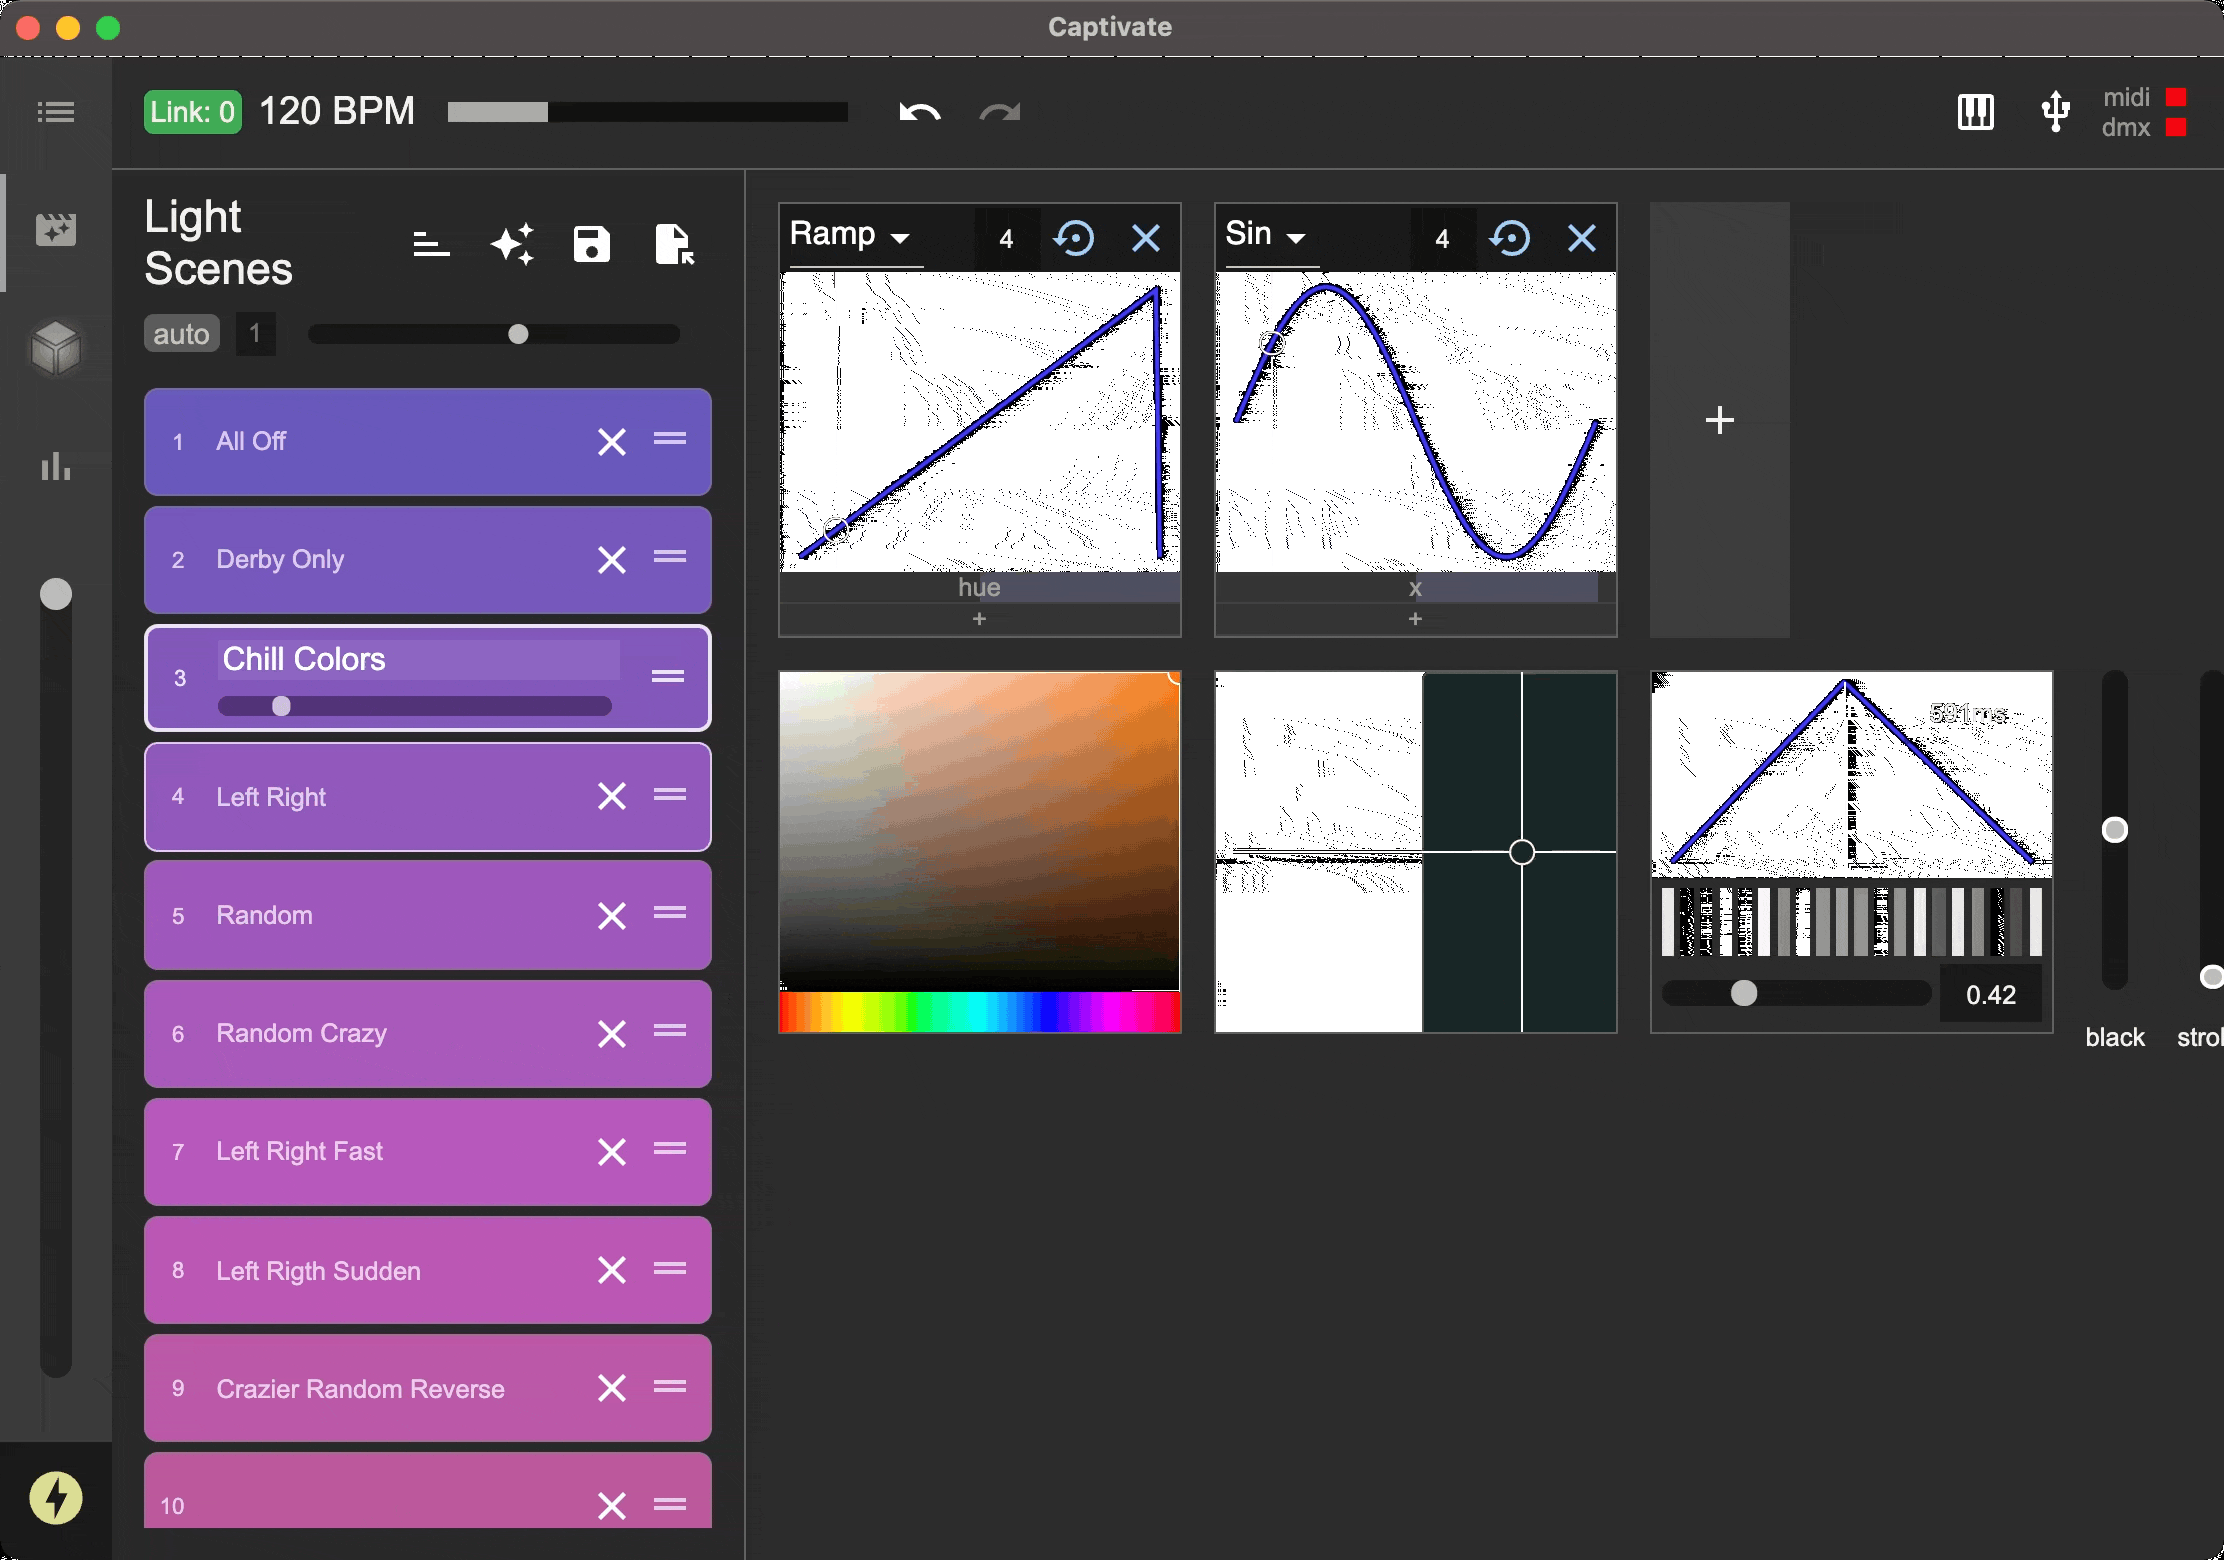 Captivate
Link: 0 120 BPM
midi
dmx
Light
Scenes
auto 1
1 All Off
2 Derby Only
3 Chill Colors
4 Left Right
5 Random
6 Random Crazy
7 Left Right Fast
8 Left Rigth Sudden
9 Crazier Random Reverse
10
Ramp 4
hue
+
Sin 4
x
+
+
591 ms
0.42
black
strol